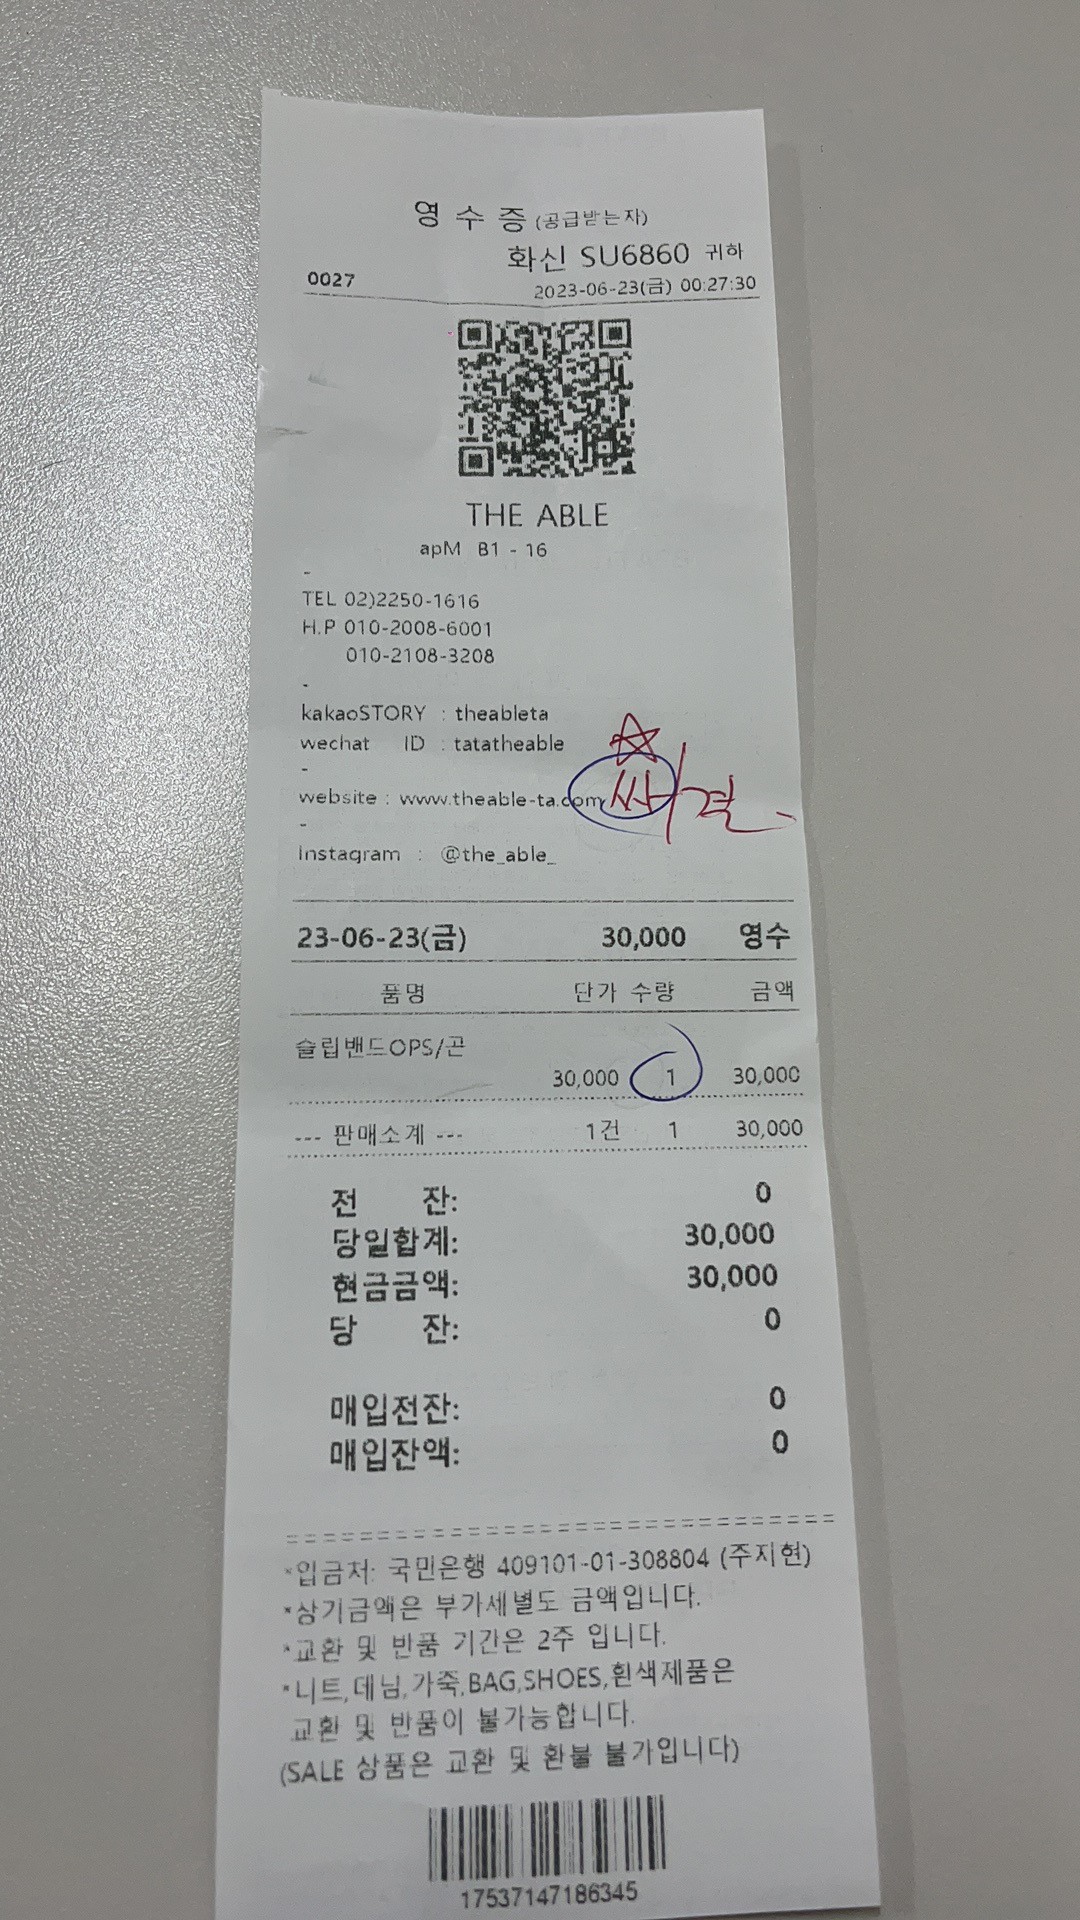 영 수 증 (공급받는자)
화신 SU6860 귀하
0027
2023-06-23(금) 00:27:30
THE ABLE
apM B1 - 16
-
TEL 02)2250-1616
H.P 010-2008-6001
010-2108-3208
-
kakaoSTORY : theableta
wechat ID : tatatheable
-
website : www.theable-ta.com
-
Instagram : @the_able_
23-06-23(금) 30,000 영수
품명 단가 수량 금액
슬립밴드OPS/곤
30,000 1 30,000
--- 판매소계 --- 1건 1 30,000
전 잔: 0
당일합계: 30,000
현금금액: 30,000
당 잔: 0
매입전잔: 0
매입잔액: 0
==================================
*입금처: 국민은행 409101-01-308804 (주지현)
*상기금액은 부가세별도 금액입니다.
*교환 및 반품 기간은 2주 입니다.
*니트,데님,가죽,BAG,SHOES,흰색제품은
교환 및 반품이 불가능합니다.
(SALE 상품은 교환 및 환불 불가입니다)
17537147186345